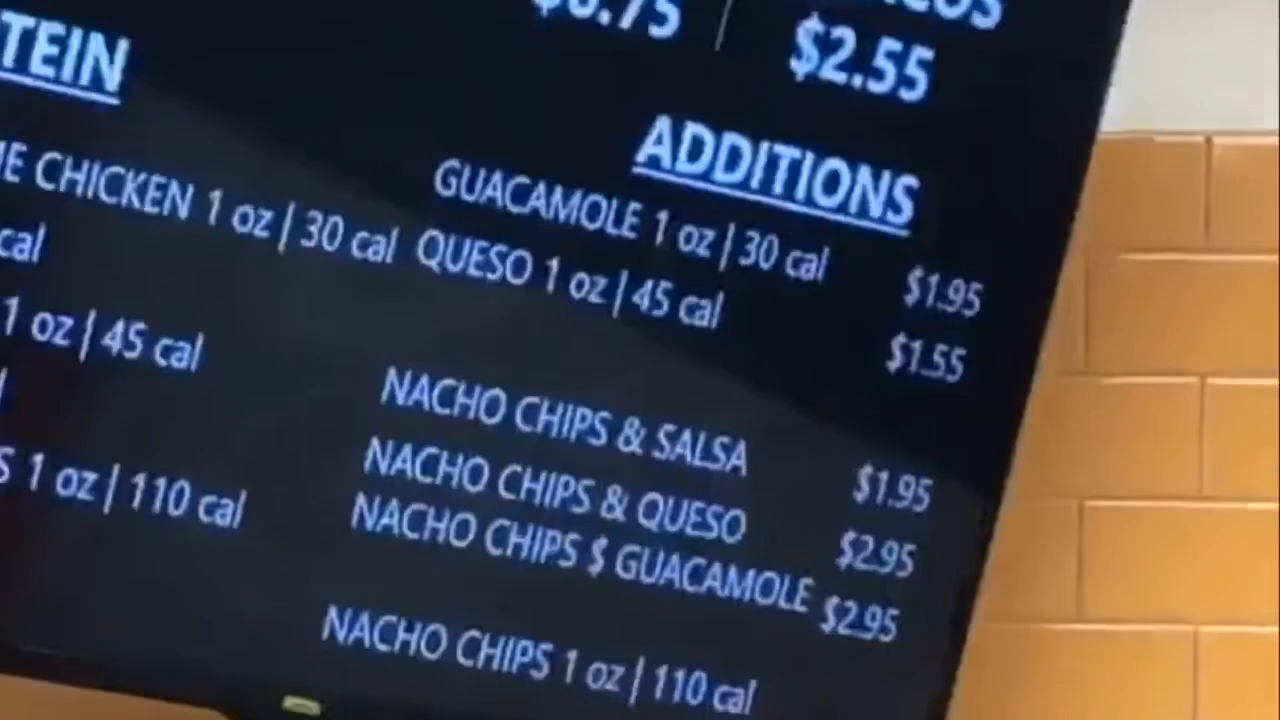 $2.55
ADDITIONS
CHICKEN 1 oz | 30 cal
cal
1 oz | 45 cal
1 oz | 110 cal
GUACAMOLE 1 oz | 30 cal $1.95
QUESO 1 oz | 45 cal $1.55
NACHO CHIPS & SALSA $1.95
NACHO CHIPS & QUESO $2.95
NACHO CHIPS $ GUACAMOLE $2.95
NACHO CHIPS 1 oz | 110 cal